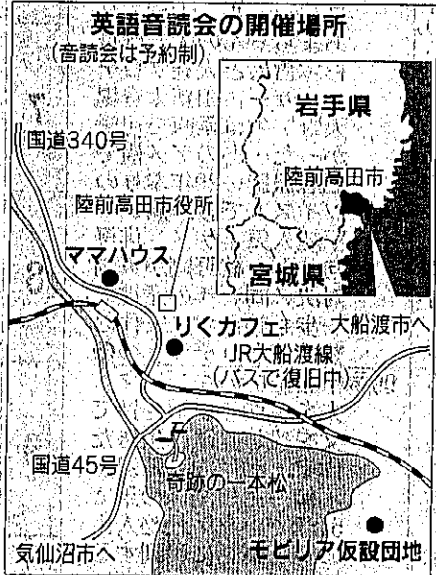 英語音読会の開催場所
(音読会は予約制)
岩手県
陸前高田市
宮城県
国道340号
陸前高田市役所
ママハウス
りくカフェ
大船渡市へ
JR大船渡線
(バスで復旧中)
国道45号
奇跡の一本松
気仙沼市へ
モビリア仮設団地